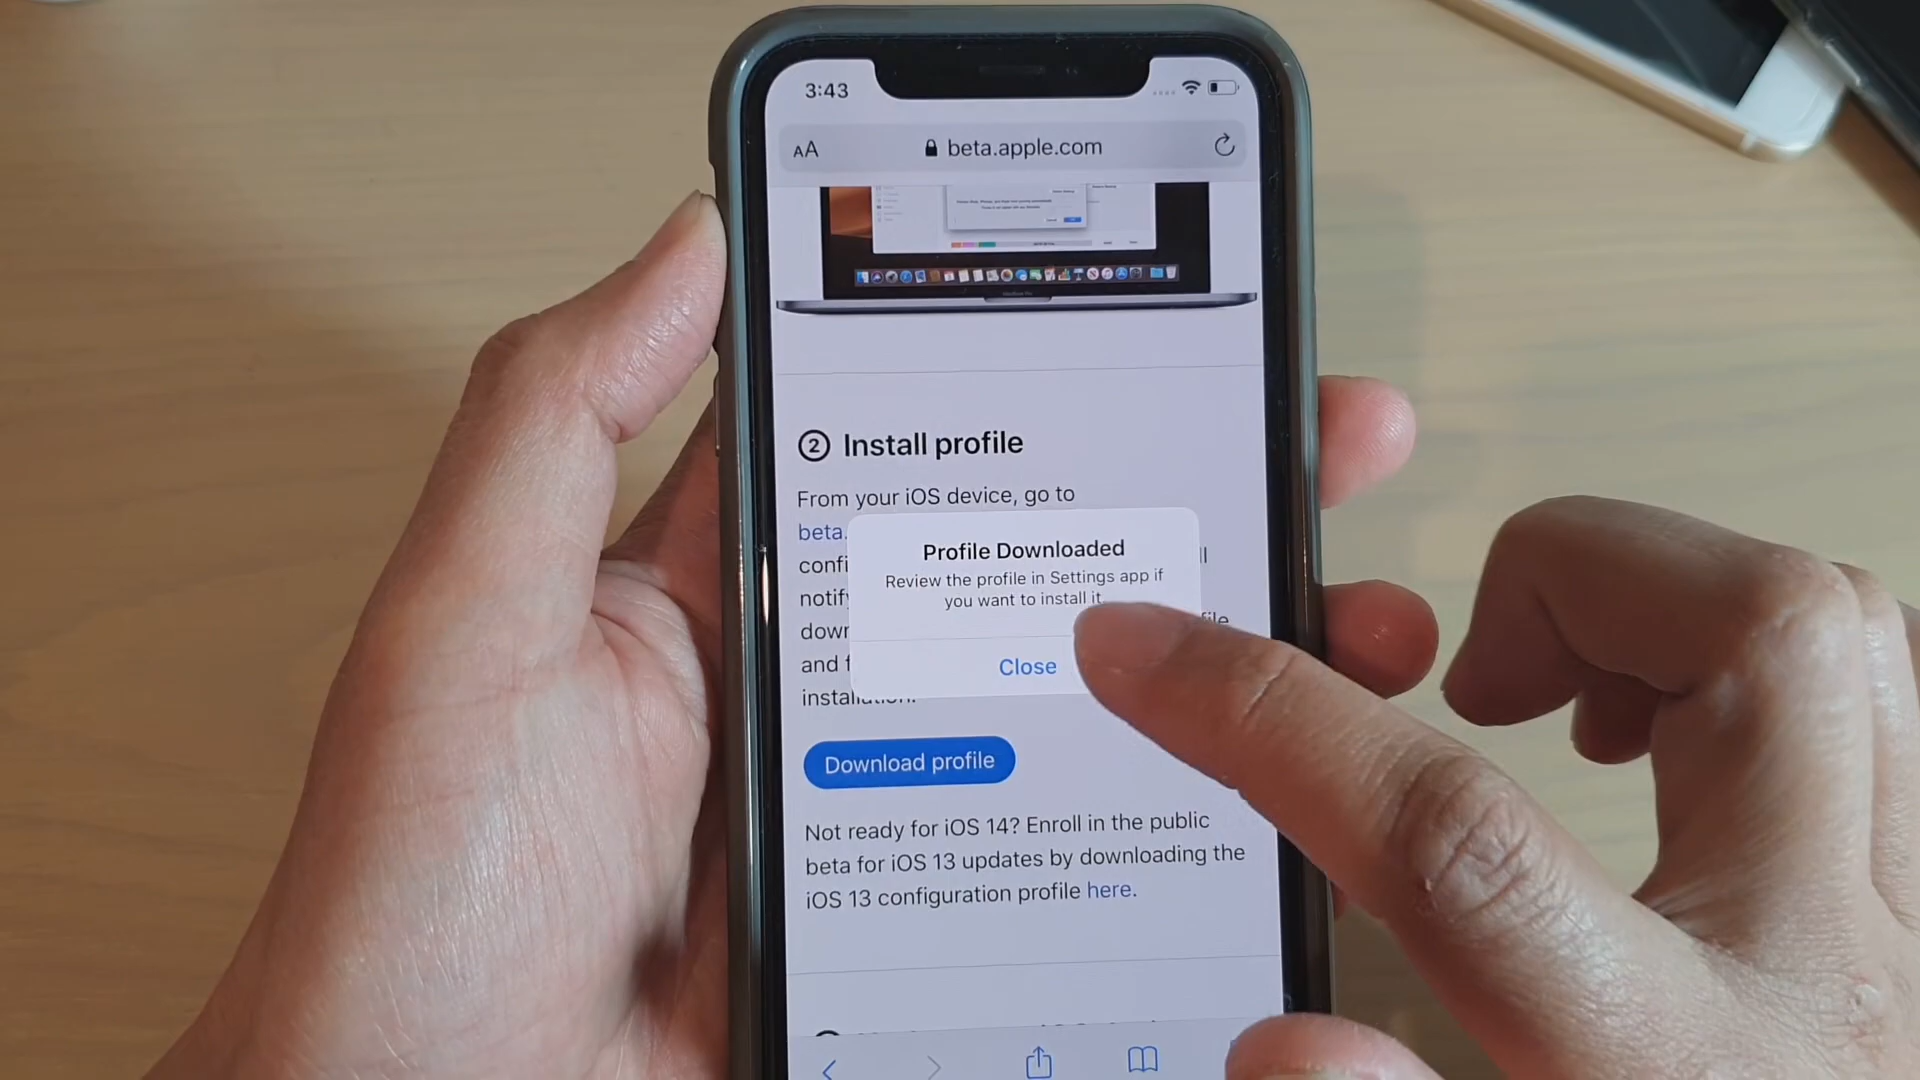 3:43
AA beta.apple.com
2 Install profile
From your iOS device, go to
beta.
confi
notify
down
and f
installation.
Profile Downloaded
Review the profile in Settings app if
you want to install it.
Close
Download profile
Not ready for iOS 14? Enroll in the public
beta for iOS 13 updates by downloading the
iOS 13 configuration profile here.